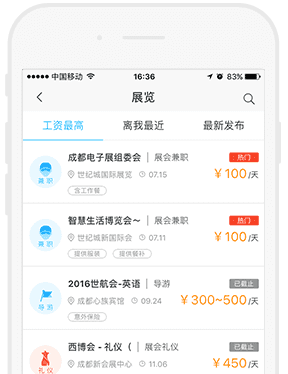 中国移动 16:36 83%
展览
工资最高 离我最近 最新发布
成都电子展组委会 | 展会兼职 热门
兼职 世纪城国际展览 07.15 ¥100/天
含工作餐
智慧生活博览会～ | 展会兼职 热门
兼职 世纪城新国际会 07.11 ¥100/天
提供服装 提供餐补
2016世航会-英语 | 导游 已截止
导游 成都心族宾馆 09.24 ¥300~500/天
意外保险
西博会 - 礼仪（ | 展会礼仪 已截止
礼仪 成都新会展中心 11.06 ¥450/天